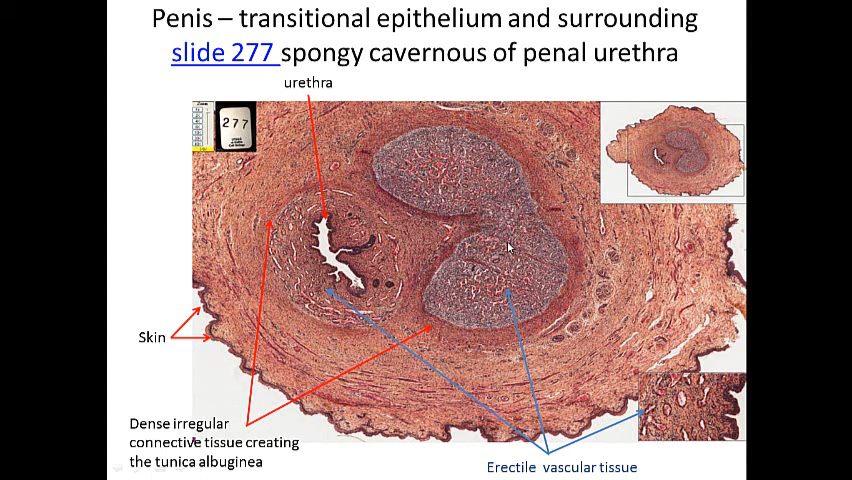 Penis – transitional epithelium and surrounding
slide 277 spongy cavernous of penal urethra
urethra
Zoom
277
Skin
Dense irregular
connective tissue creating
the tunica albuginea
Erectile vascular tissue